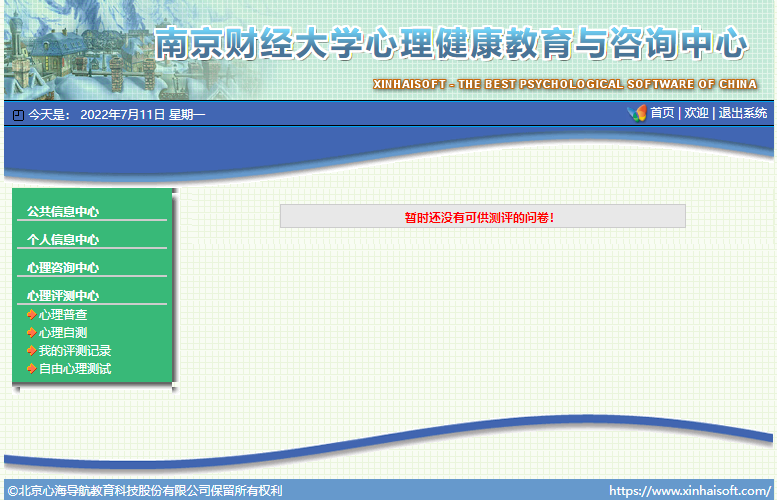 南京财经大学心理健康教育与咨询中心
XINHAISOFT - THE BEST PSYCHOLOGICAL SOFTWARE OF CHINA
今天是： 2022年7月11日 星期一
首页 | 欢迎 | 退出系统
公共信息中心
个人信息中心
心理咨询中心
心理评测中心
心理普查
心理自测
我的评测记录
自由心理测试
暂时还没有可供测评的问卷！
©北京心海导航教育科技股份有限公司保留所有权利
https://www.xinhaisoft.com/